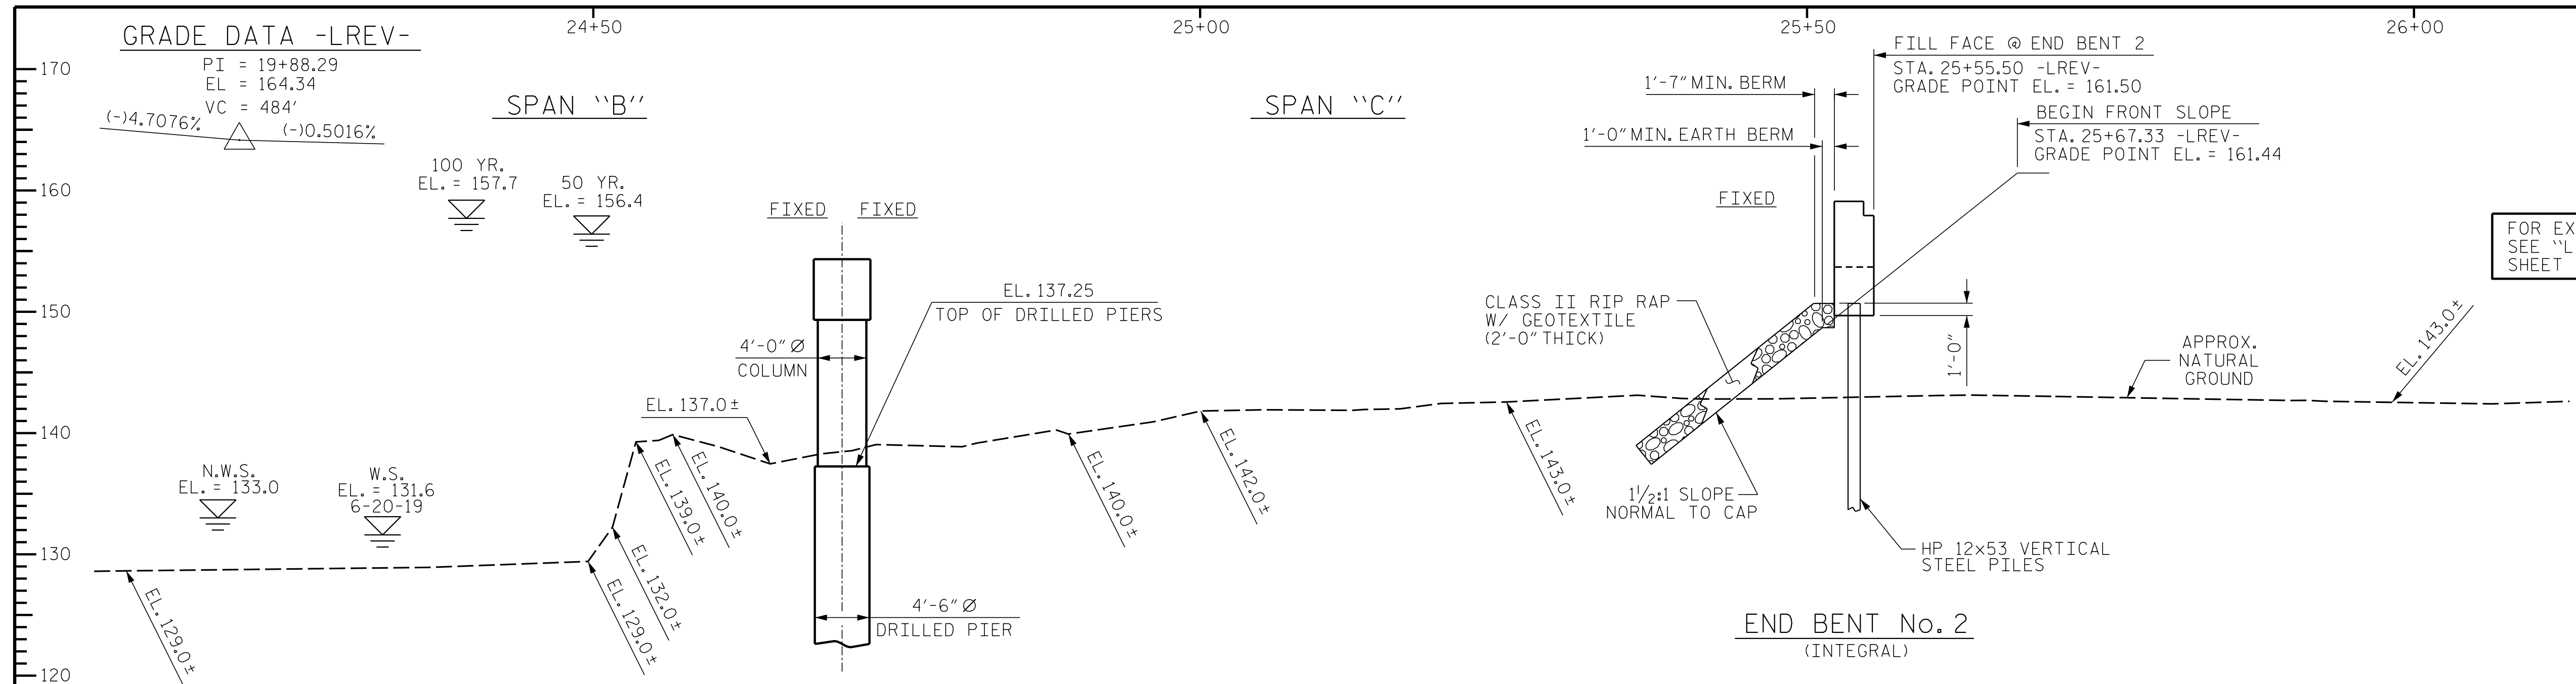 24+50
25+00
25+50
26+00
GRADE DATA -LREV-
PI = 19+88.29
EL = 164.34
VC = 484'
(-)4.7076%
(-)0.5016%
170
160
150
140
130
120
SPAN ``B''
SPAN ``C''
100 YR.
EL. = 157.7
50 YR.
EL. = 156.4
FIXED
FIXED
FIXED
1'-7" MIN. BERM
1'-0" MIN. EARTH BERM
FILL FACE @ END BENT 2
STA. 25+55.50 -LREV-
GRADE POINT EL. = 161.50
BEGIN FRONT SLOPE
STA. 25+67.33 -LREV-
GRADE POINT EL. = 161.44
FOR EX
SEE ``L
SHEET
EL. 137.25
TOP OF DRILLED PIERS
4'-0" Ø
COLUMN
EL. 137.0±
CLASS II RIP RAP
W/ GEOTEXTILE
(2'-0" THICK)
1'-0"
APPROX.
NATURAL
GROUND
EL. 143.0±
N.W.S.
EL. = 133.0
W.S.
EL. = 131.6
6-20-19
EL. 129.0±
EL. 129.0±
EL. 132.0±
EL. 139.0±
EL. 140.0±
EL. 140.0±
EL. 142.0±
EL. 143.0±
1½:1 SLOPE
NORMAL TO CAP
HP 12x53 VERTICAL
STEEL PILES
4'-6" Ø
DRILLED PIER
END BENT No. 2
(INTEGRAL)